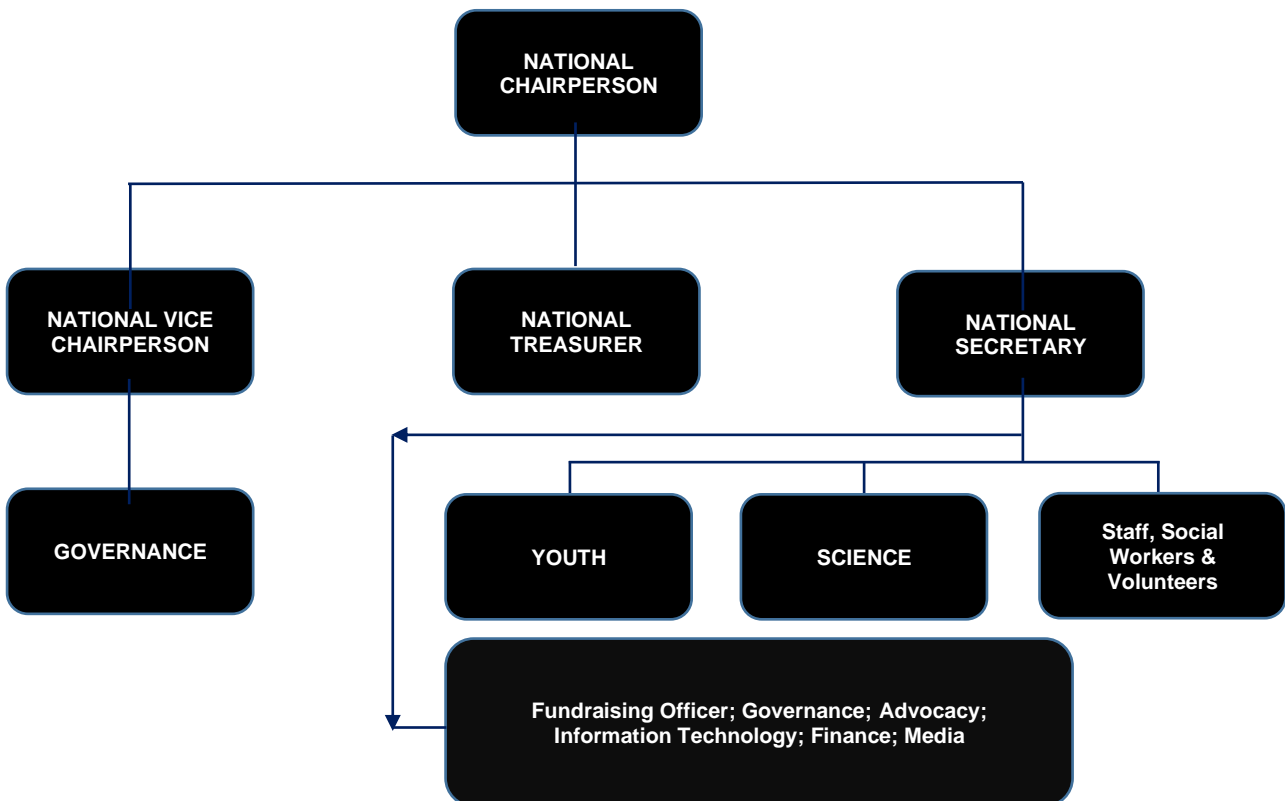 NATIONAL
CHAIRPERSON
NATIONAL VICE
CHAIRPERSON
NATIONAL
TREASURER
NATIONAL
SECRETARY
GOVERNANCE
YOUTH
SCIENCE
Staff, Social
Workers &
Volunteers
Fundraising Officer; Governance; Advocacy;
Information Technology; Finance; Media